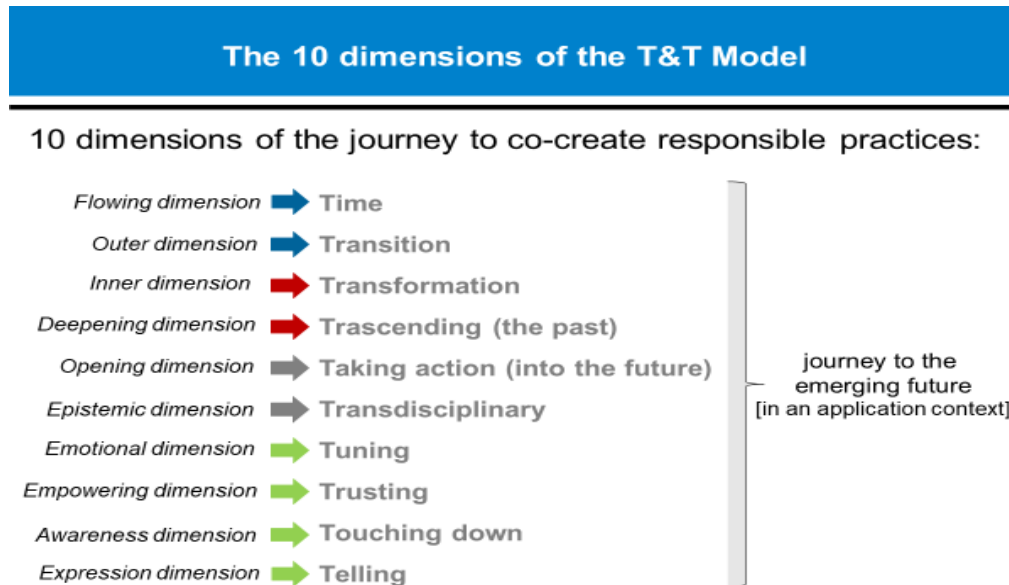 The 10 dimensions of the T&T Model
10 dimensions of the journey to co-create responsible practices:
Flowing dimension Time
Outer dimension Transition
Inner dimension Transformation
Deepening dimension Trascending (the past)
Opening dimension Taking action (into the future)
Epistemic dimension Transdisciplinary
Emotional dimension Tuning
Empowering dimension Trusting
Awareness dimension Touching down
Expression dimension Telling
journey to the
emerging future
[in an application context]